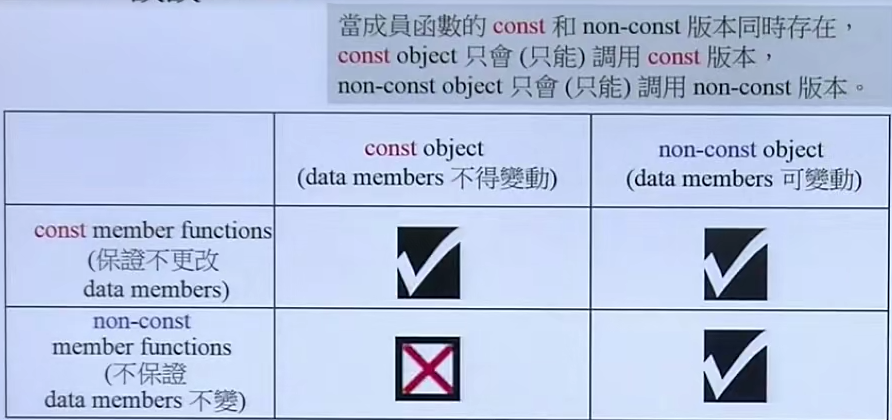 當成員函數的 const 和 non-const 版本同時存在，
const object 只會 (只能) 調用 const 版本，
non-const object 只會 (只能) 調用 non-const 版本。
const object
(data members 不得變動)
non-const object
(data members 可變動)
const member functions
(保證不更改
data members)
non-const
member functions
(不保證
data members 不變)